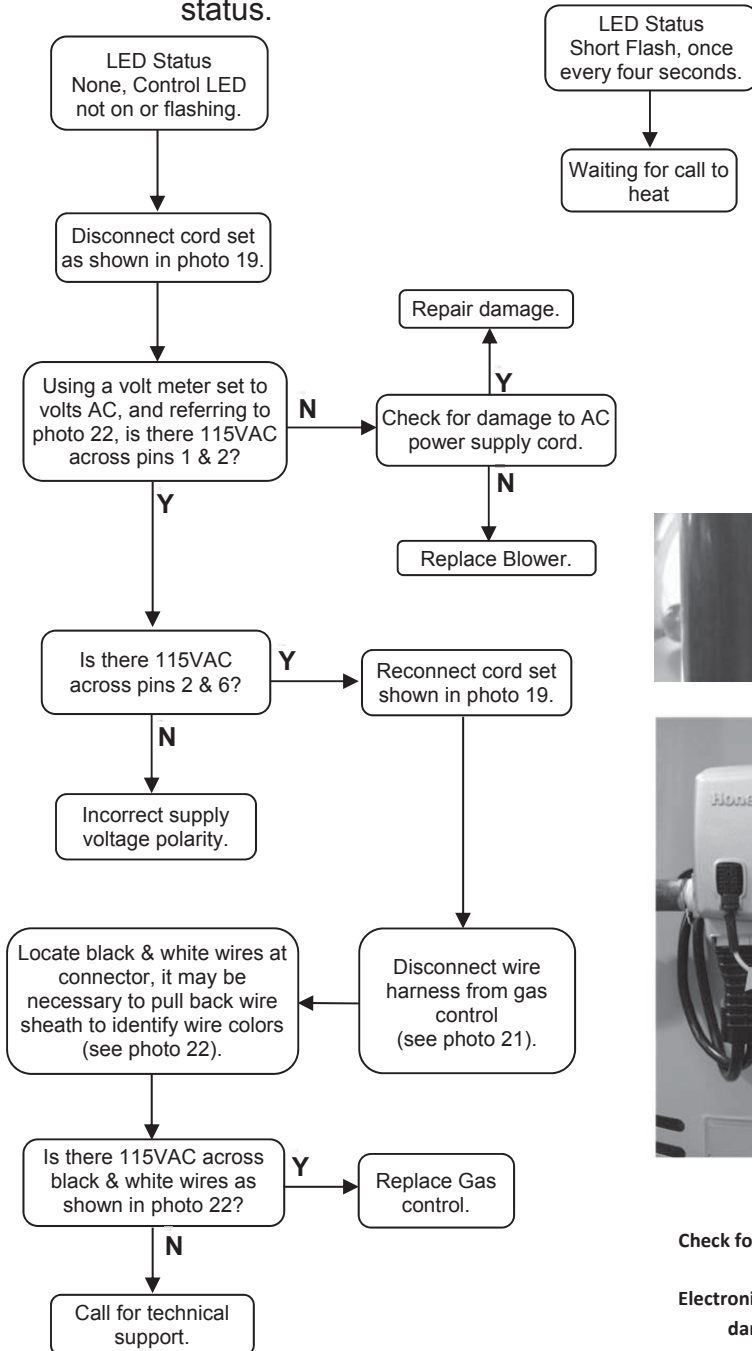 status.
LED Status
None, Control LED
not on or flashing.
LED Status
Short Flash, once
every four seconds.
Waiting for call to
heat
Disconnect cord set
as shown in photo 19.
Repair damage.
Y
Using a volt meter set to
volts AC, and referring to
photo 22, is there 115VAC
across pins 1 & 2?
N
Check for damage to AC
power supply cord.
Y
N
Replace Blower.
Is there 115VAC
across pins 2 & 6?
Y
Reconnect cord set
shown in photo 19.
N
Incorrect supply
voltage polarity.
Locate black & white wires at
connector, it may be
necessary to pull back wire
sheath to identify wire colors
(see photo 22).
Disconnect wire
harness from gas
control
(see photo 21).
Is there 115VAC across
black & white wires as
shown in photo 22?
Y
Replace Gas
control.
N
Call for technical
support.